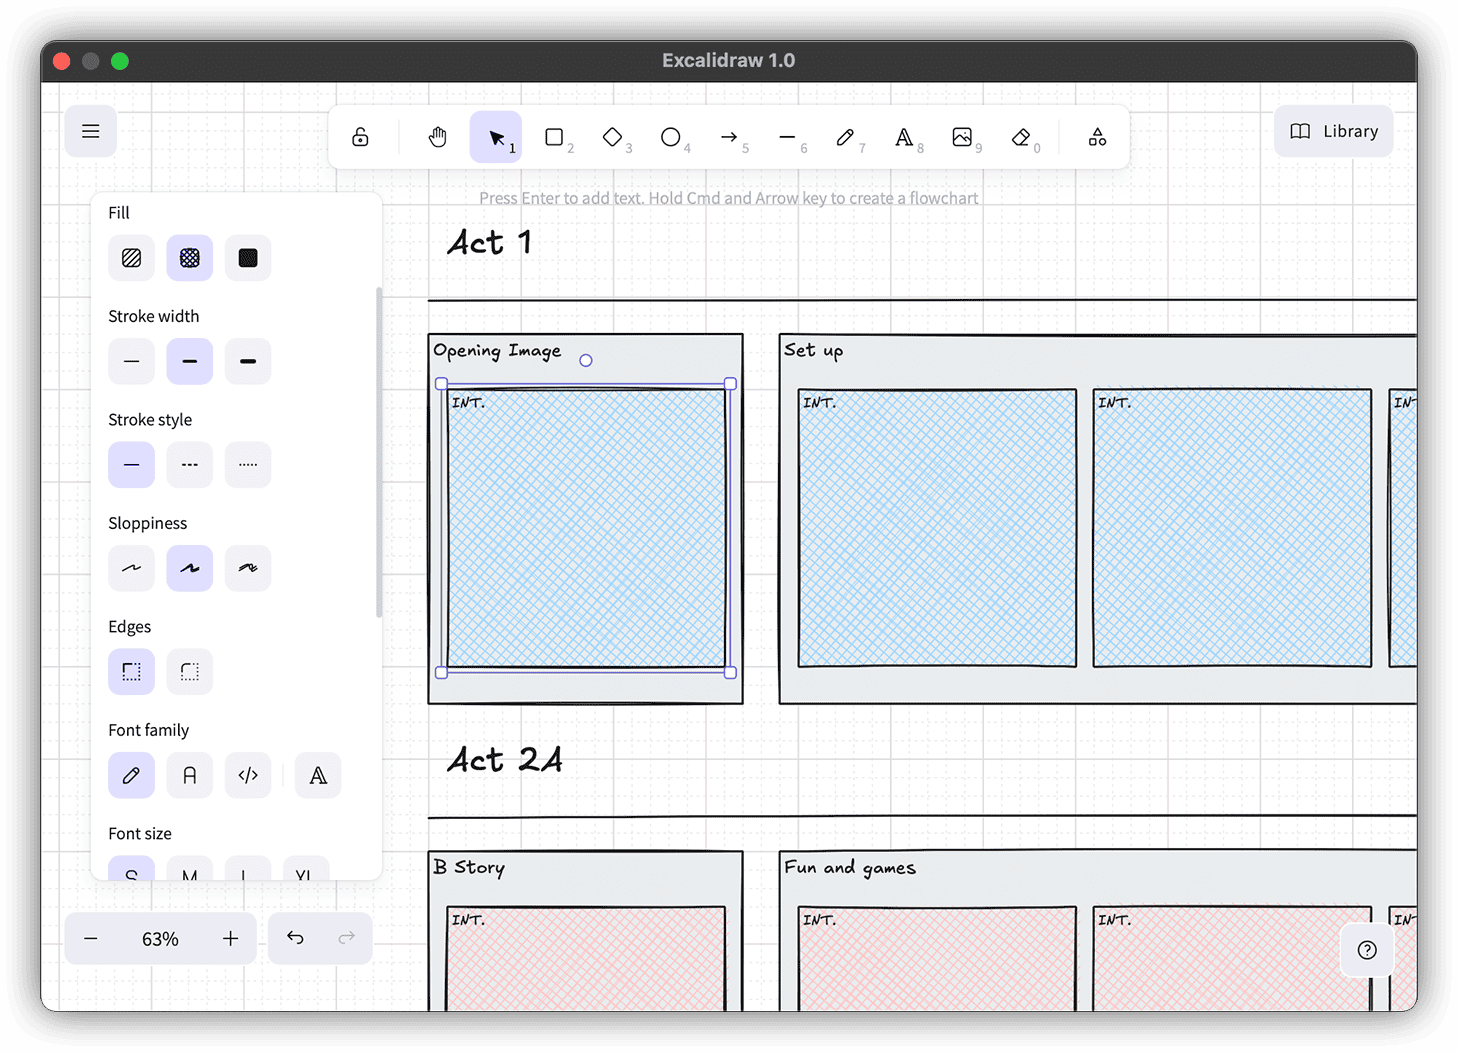 Excalidraw 1.0
1
2
3
4
5
6
7
8
9
0
Library
Press Enter to add text. Hold Cmd and Arrow key to create a flowchart
Fill
Stroke width
Stroke style
Sloppiness
Edges
Font family
A
</>
A
Font size
S
M
L
XL
63%
Act 1
Opening Image
INT.
Set up
INT.
INT.
INT
Act 2A
B Story
INT.
Fun and games
INT.
INT.
INT